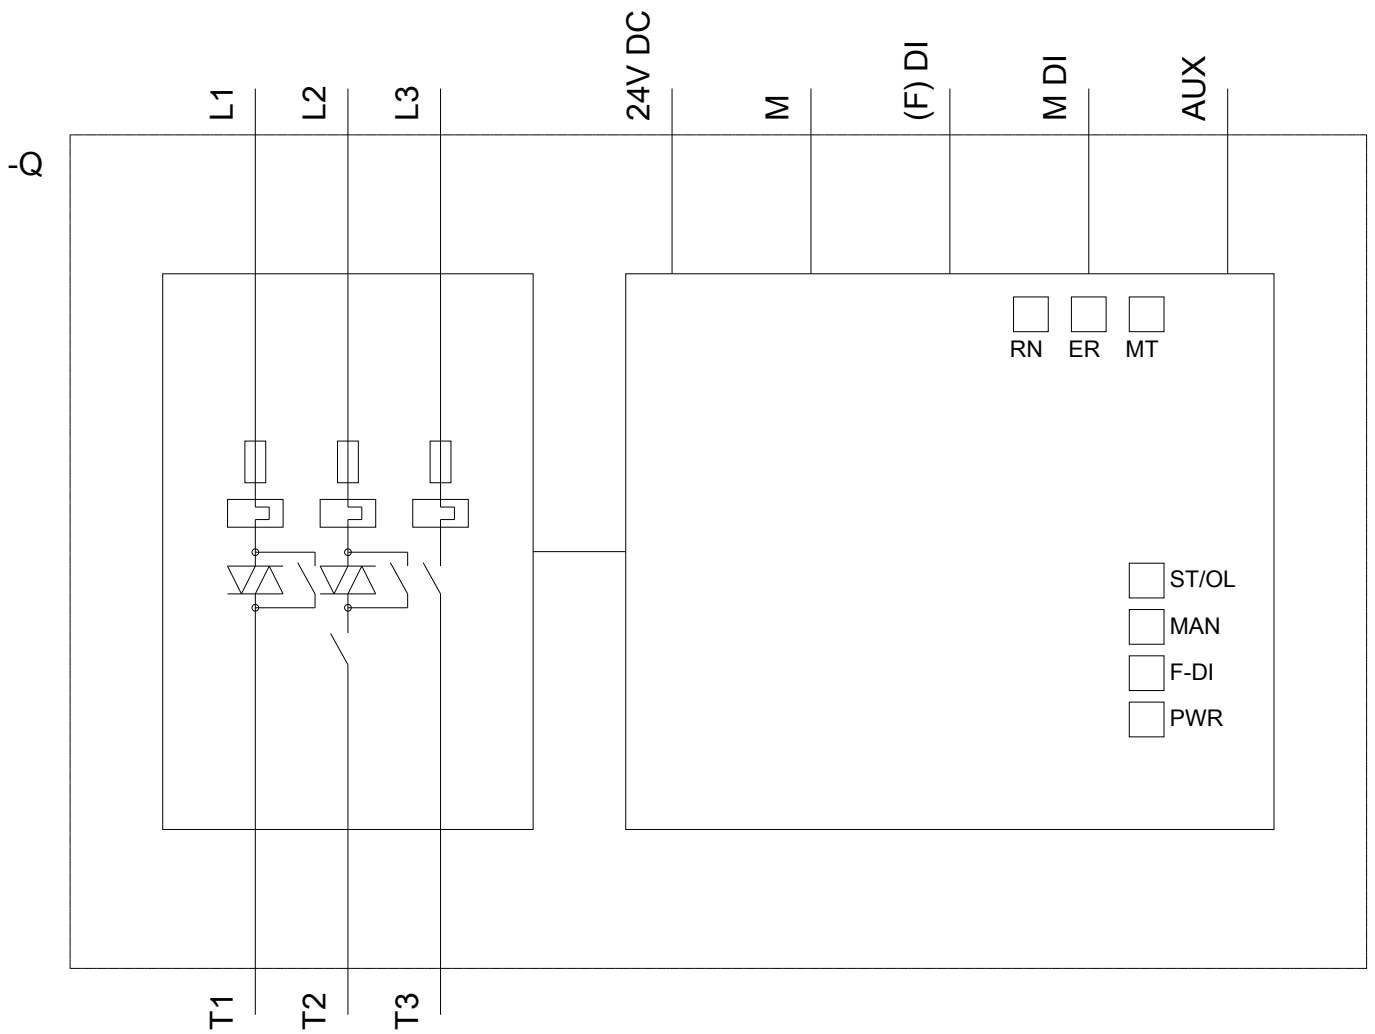 L1 L2 L3 24V DC M (F) DI M DI AUX
-Q
RN ER MT
ST/OL
MAN
F-DI
PWR
T1 T2 T3